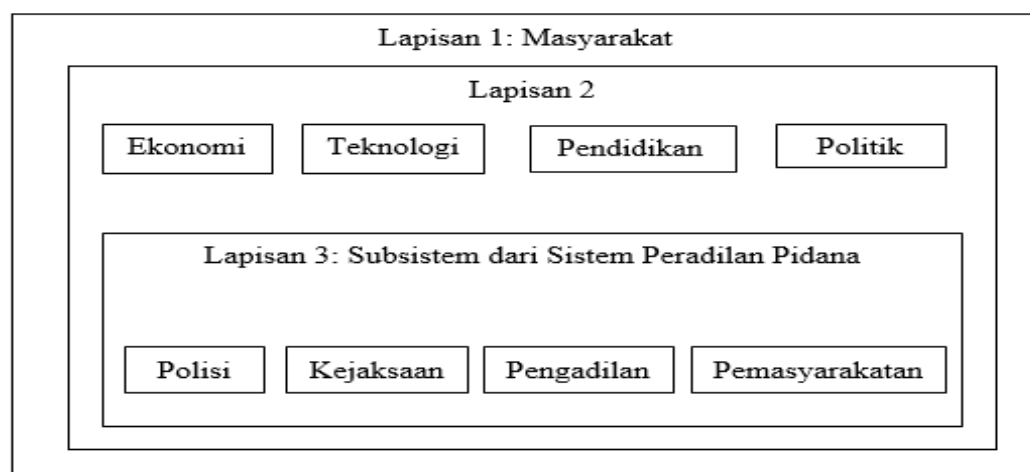 Lapisan 1: Masyarakat
Lapisan 2
Ekonomi
Teknologi
Pendidikan
Politik
Lapisan 3: Subsistem dari Sistem Peradilan Pidana
Polisi
Kejaksaan
Pengadilan
Pemasyarakatan